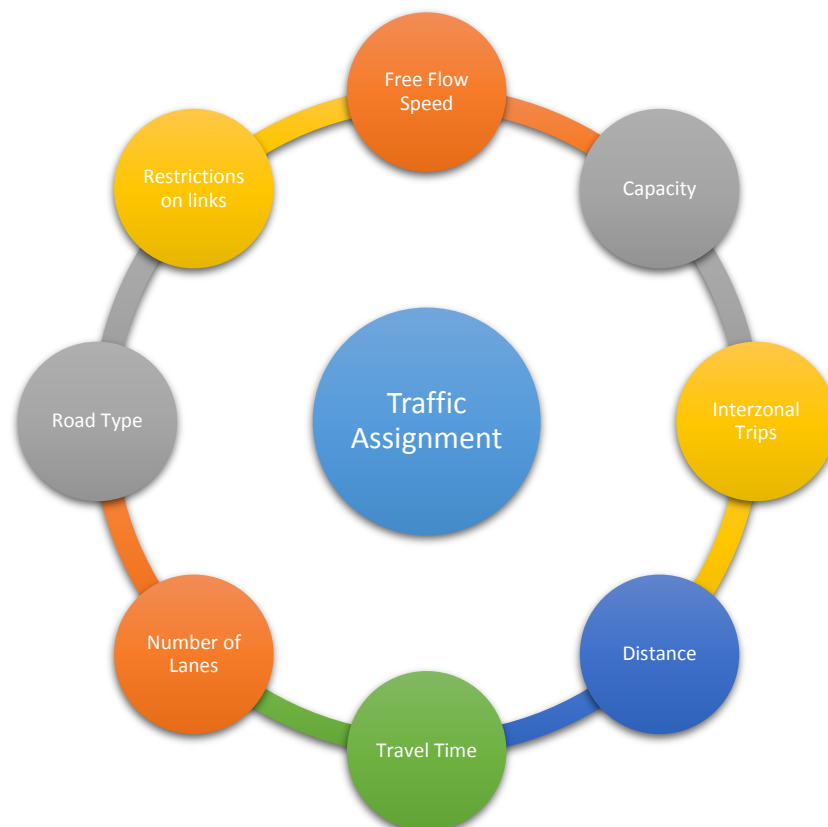 Free Flow
Speed
Capacity
Interzonal
Trips
Distance
Travel Time
Number of
Lanes
Road Type
Restrictions
on links
Traffic
Assignment